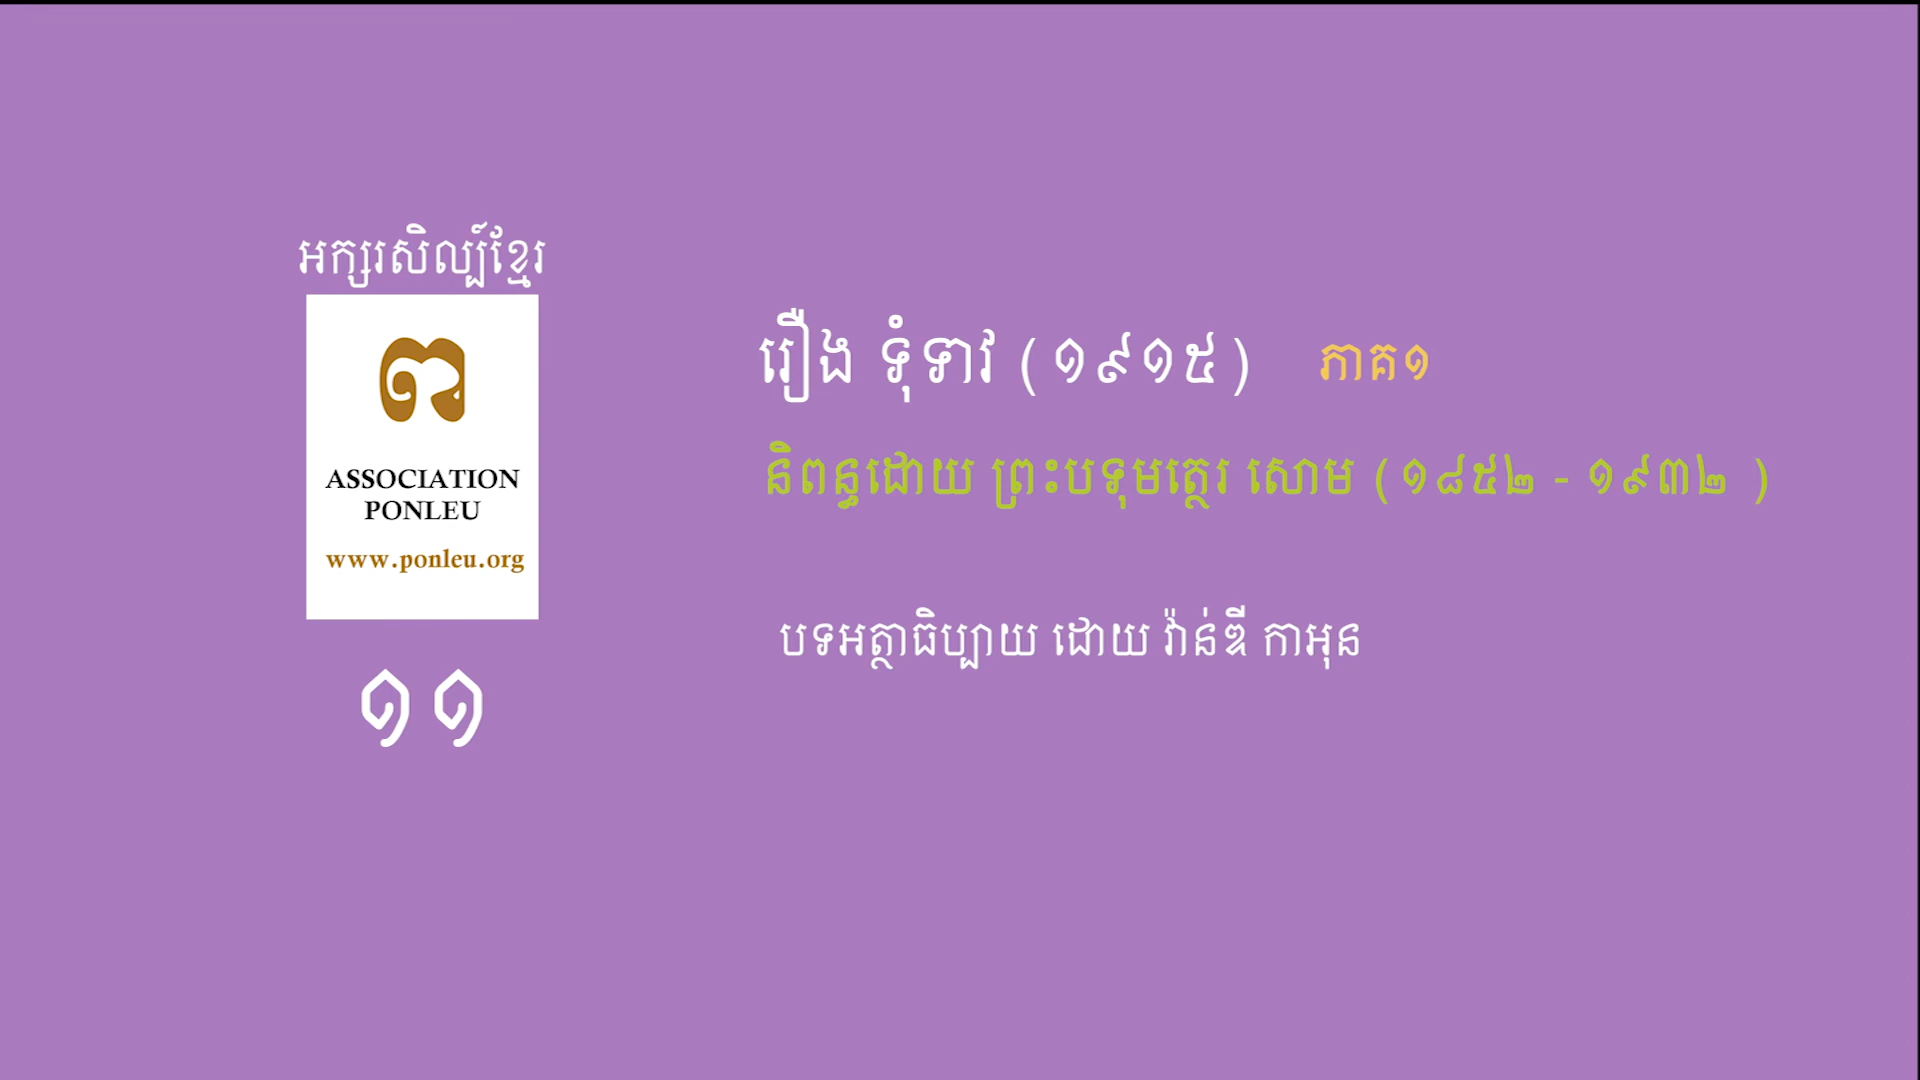 អក្សរសិល្ប៍ខ្មែរ
ព
ASSOCIATION
PONLEU
www.ponleu.org
១១
រឿង ទុំទាវ (១៩១៥) ភាគ១
និពន្ធដោយ ព្រះបទុមត្ថេរ សោម (១៨៥២ - ១៩៣២ )
បទអត្ថាធិប្បាយ ដោយ វ៉ាន់ឌី កាអុន